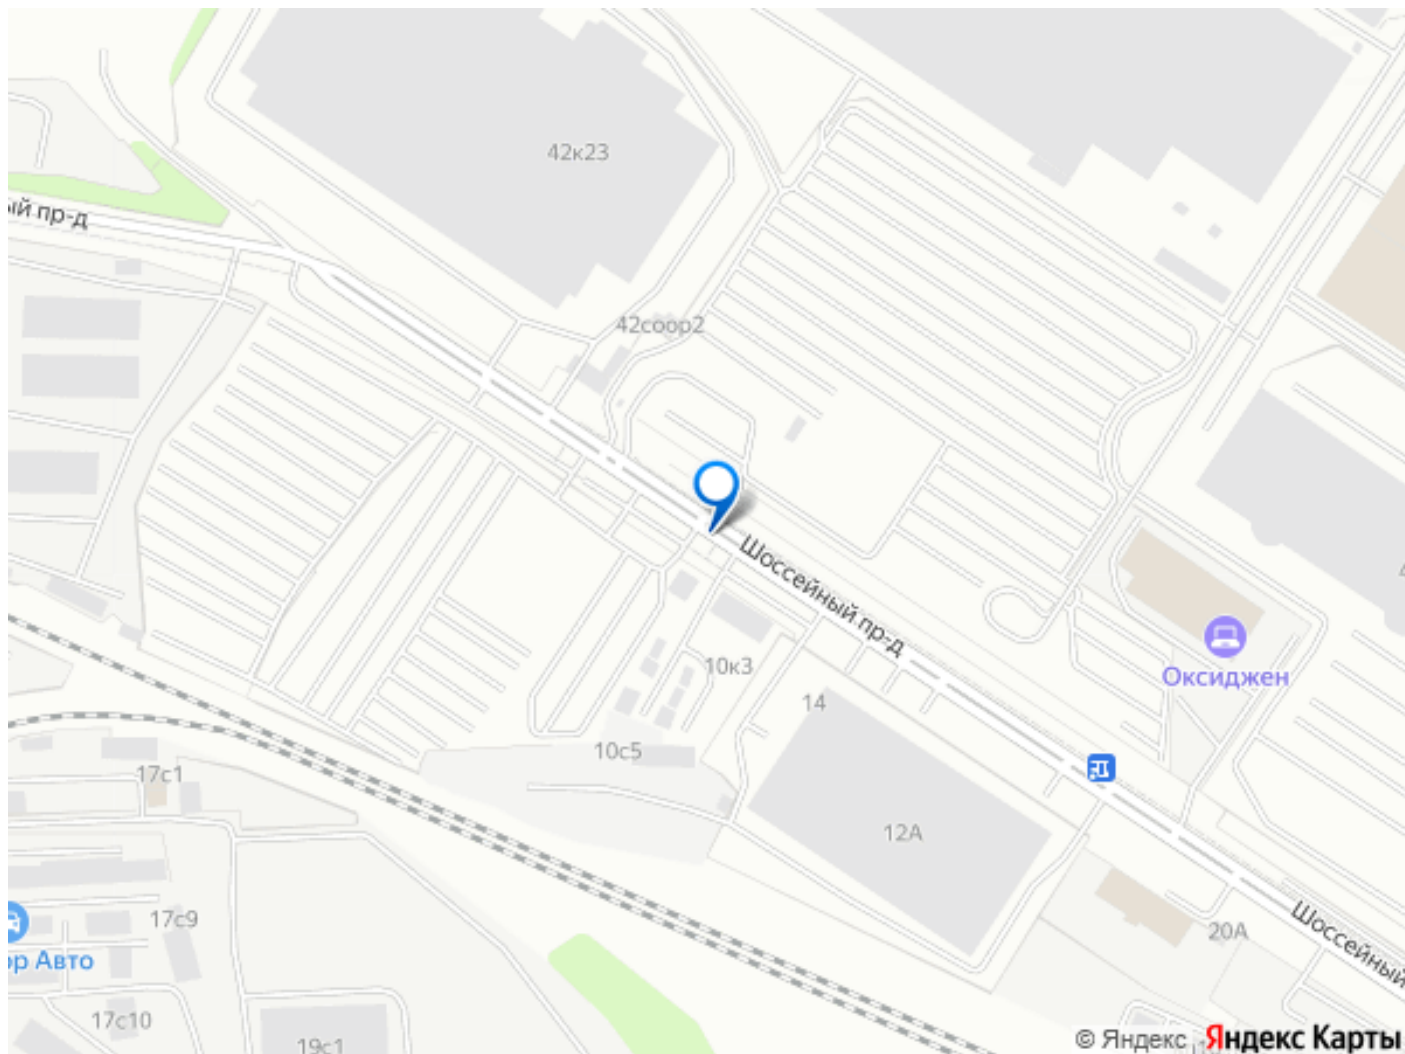 42к23
ый пр-д
42соор2
Шоссейный пр-д
10к3
Оксиджен
14
10с5
17с1
12А
17с9
20А
ор Авто
17с10
Шоссейный
19с1
© Яндекс Яндекс Карты